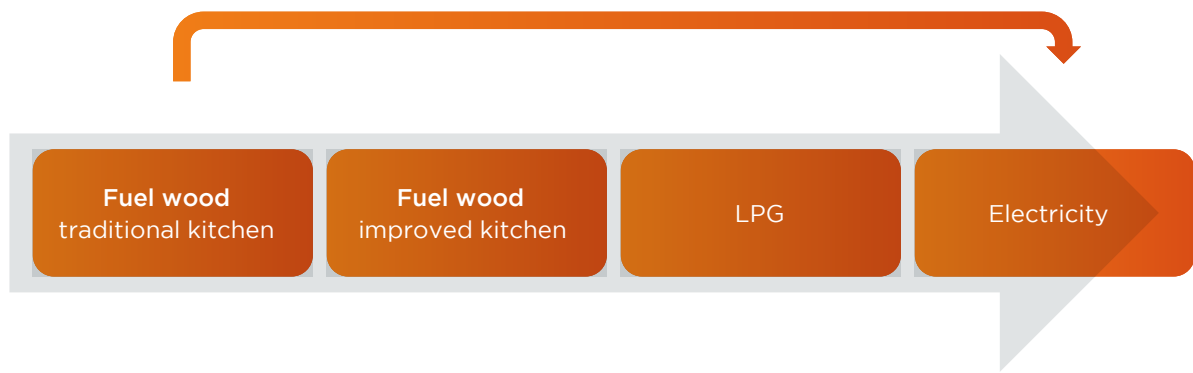 Fuel wood
traditional kitchen
Fuel wood
improved kitchen
LPG
Electricity